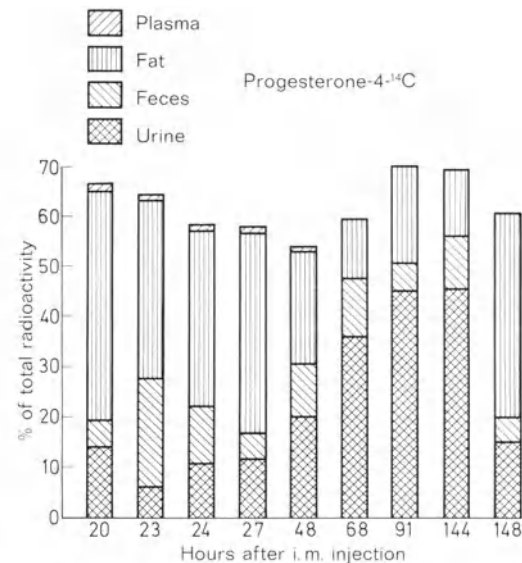 Plasma
Fat
Feces
Urine
Progesterone-4-¹⁴C
% of total radioactivity
70
60
50
40
30
20
10
0
20 23 24 27 48 68 91 144 148
Hours after i.m. injection